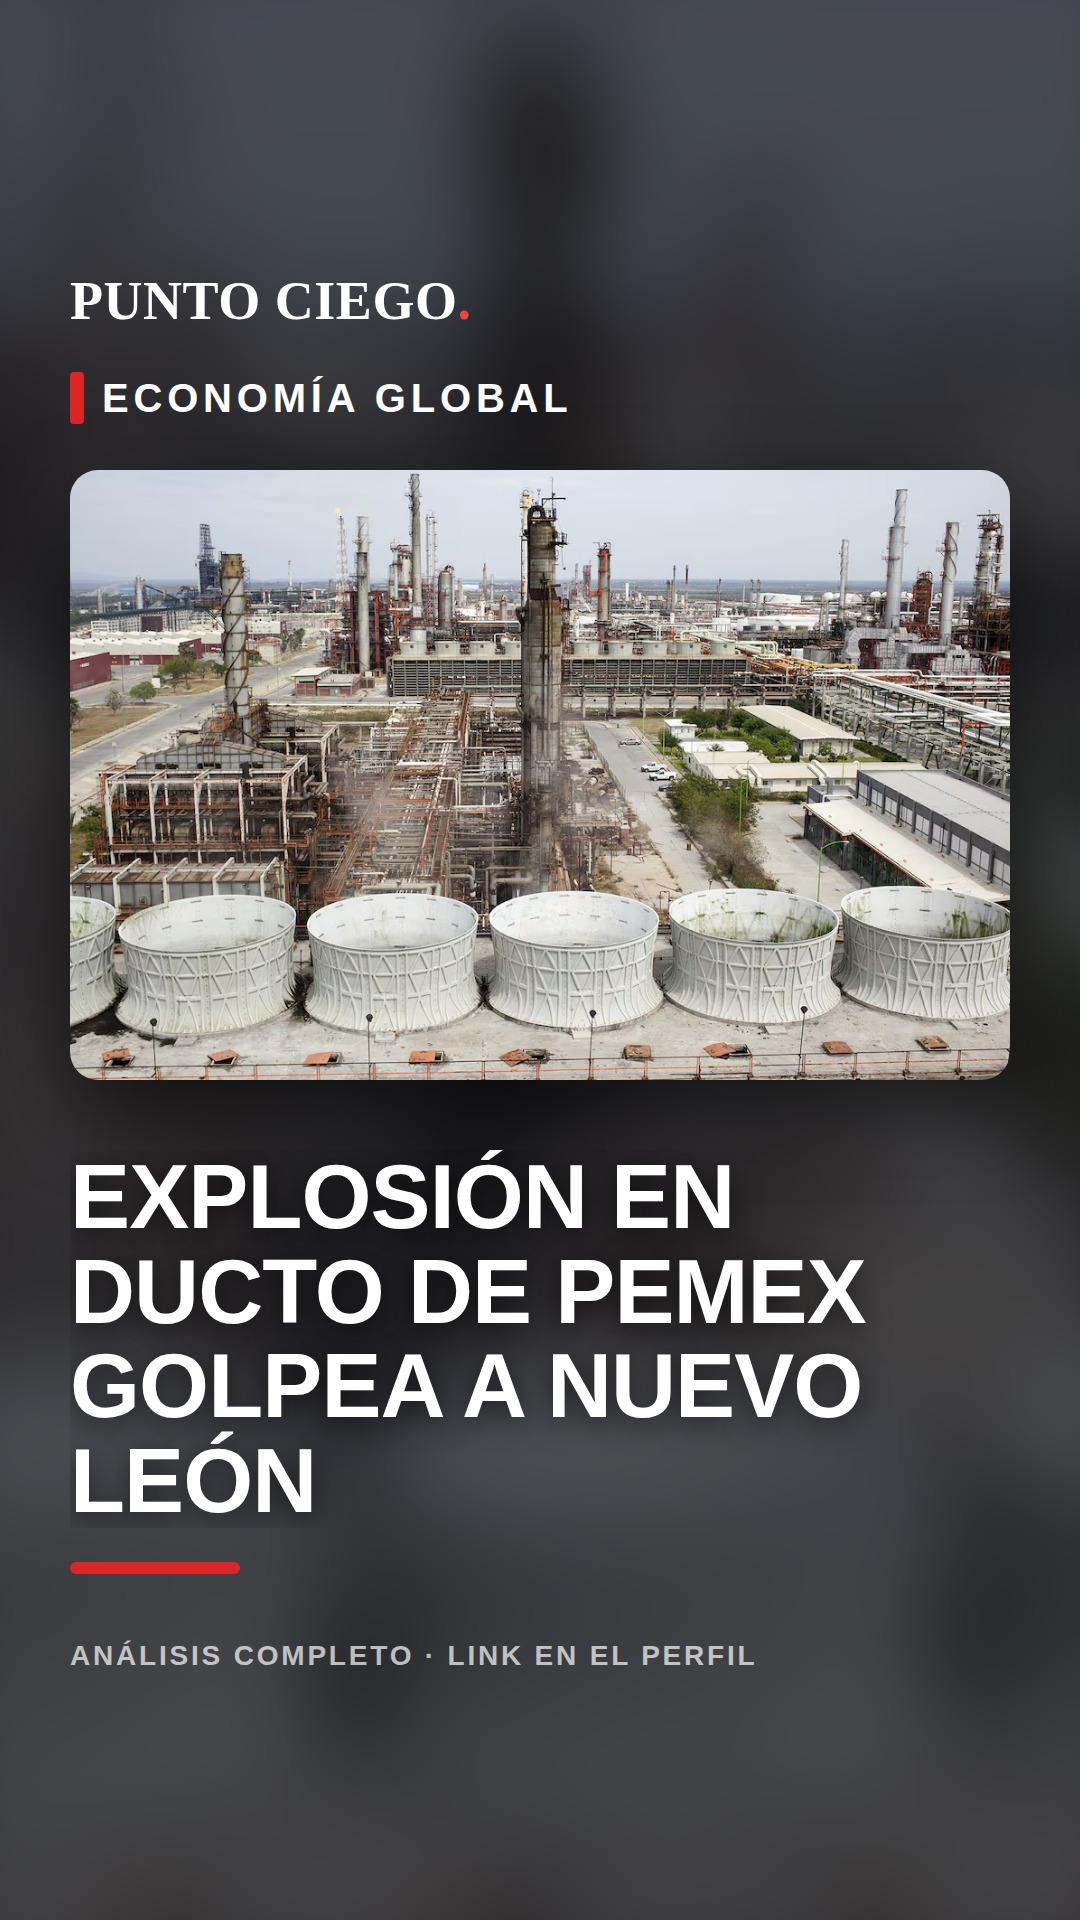 PUNTO CIEGO.
ECONOMÍA GLOBAL
EXPLOSIÓN EN
DUCTO DE PEMEX
GOLPEA A NUEVO
LEÓN
ANÁLISIS COMPLETO · LINK EN EL PERFIL